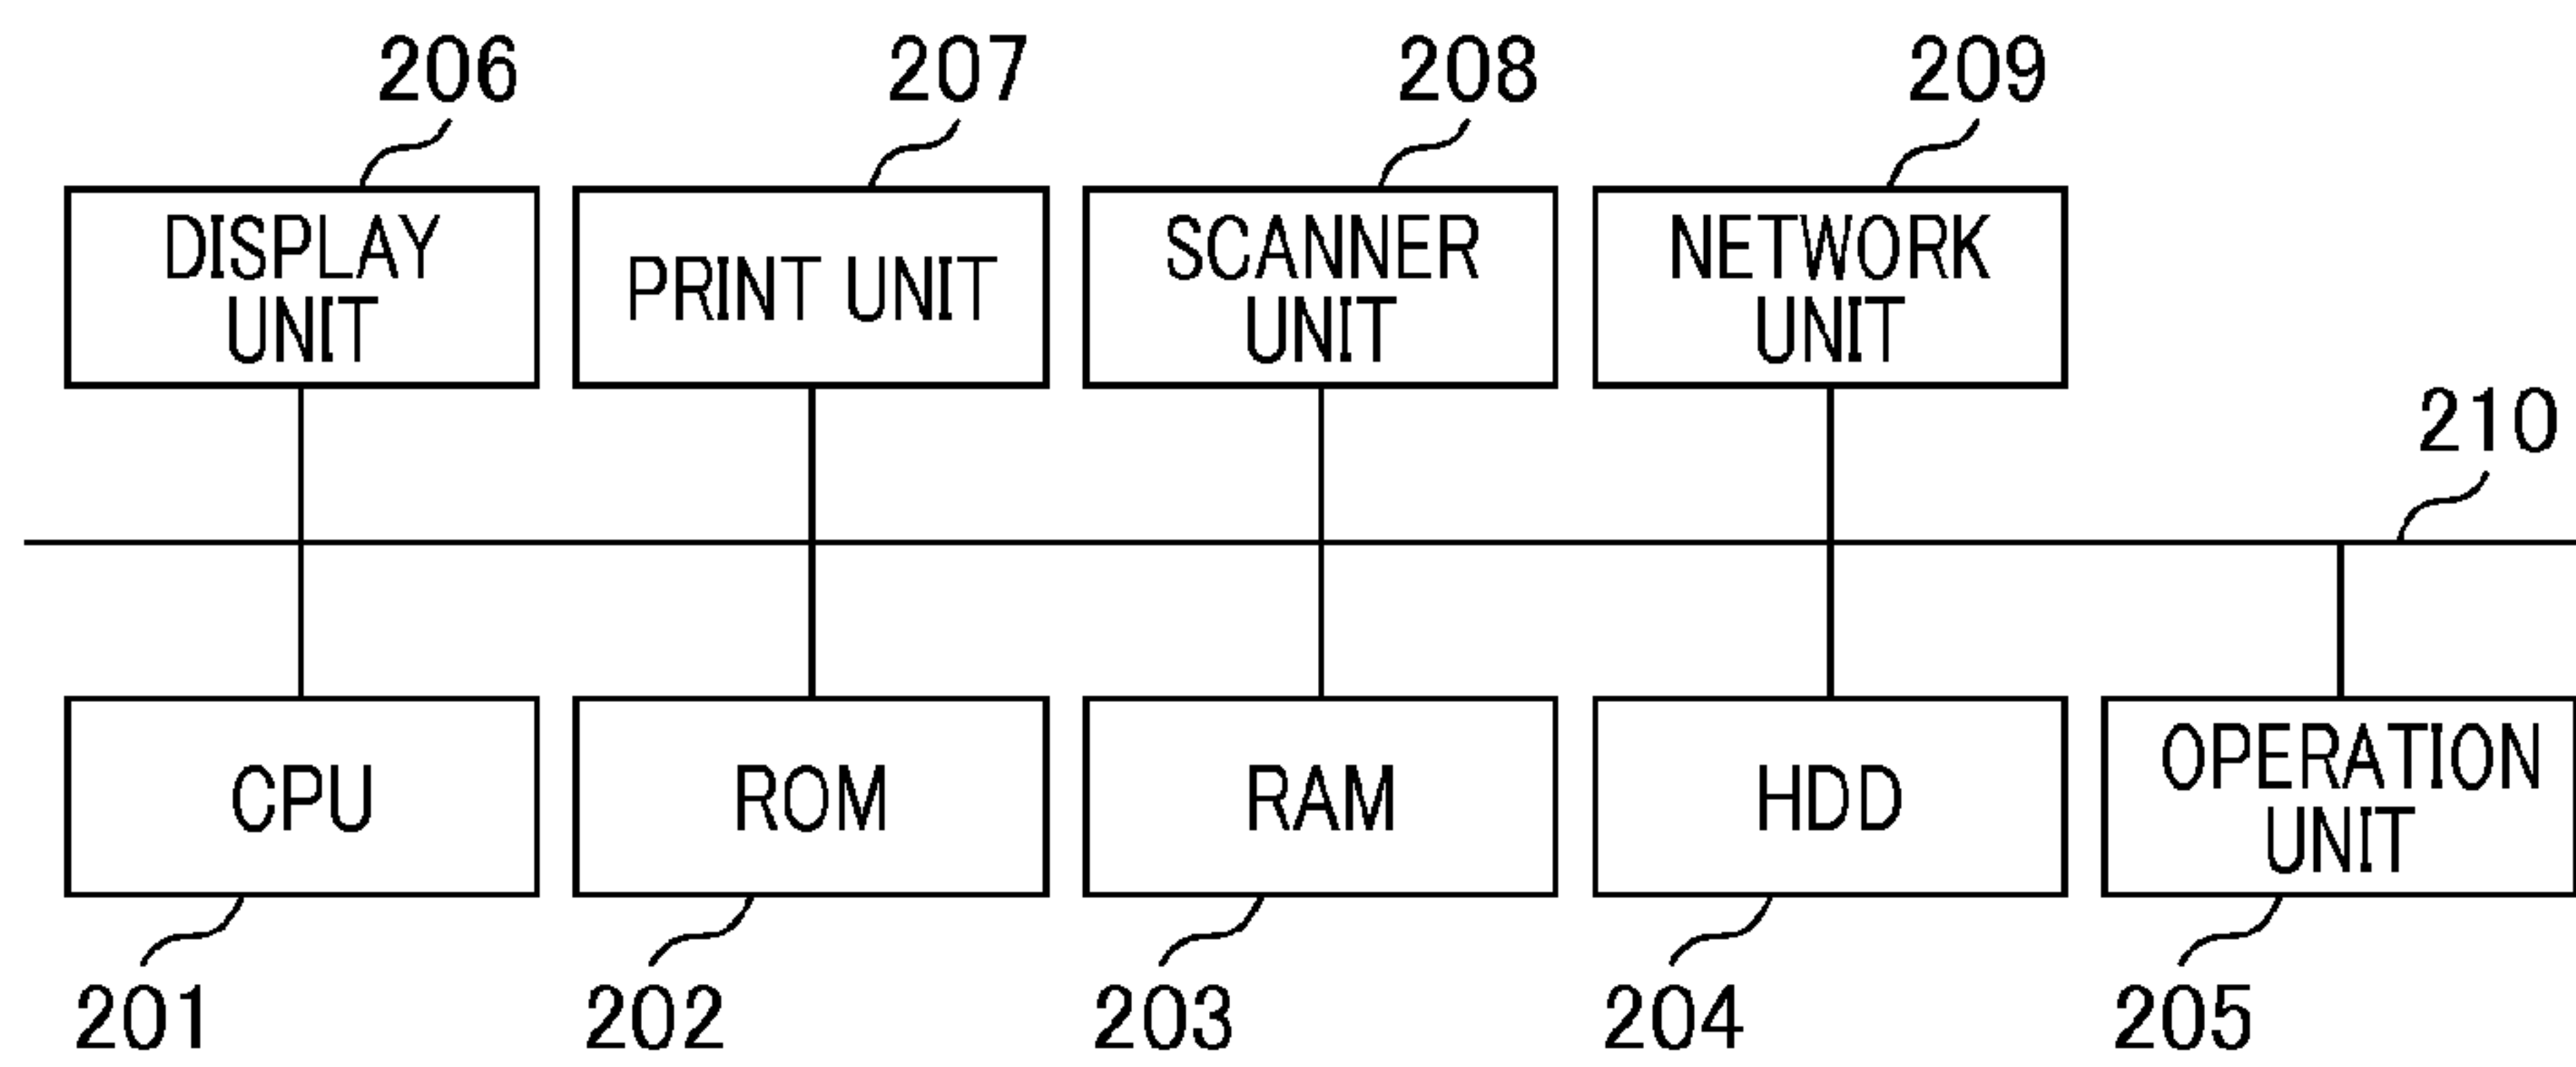 206
207
208
209
DISPLAY
UNIT
PRINT UNIT
SCANNER
UNIT
NETWORK
UNIT
210
CPU
ROM
RAM
HDD
OPERATION
UNIT
201
202
203
204
205